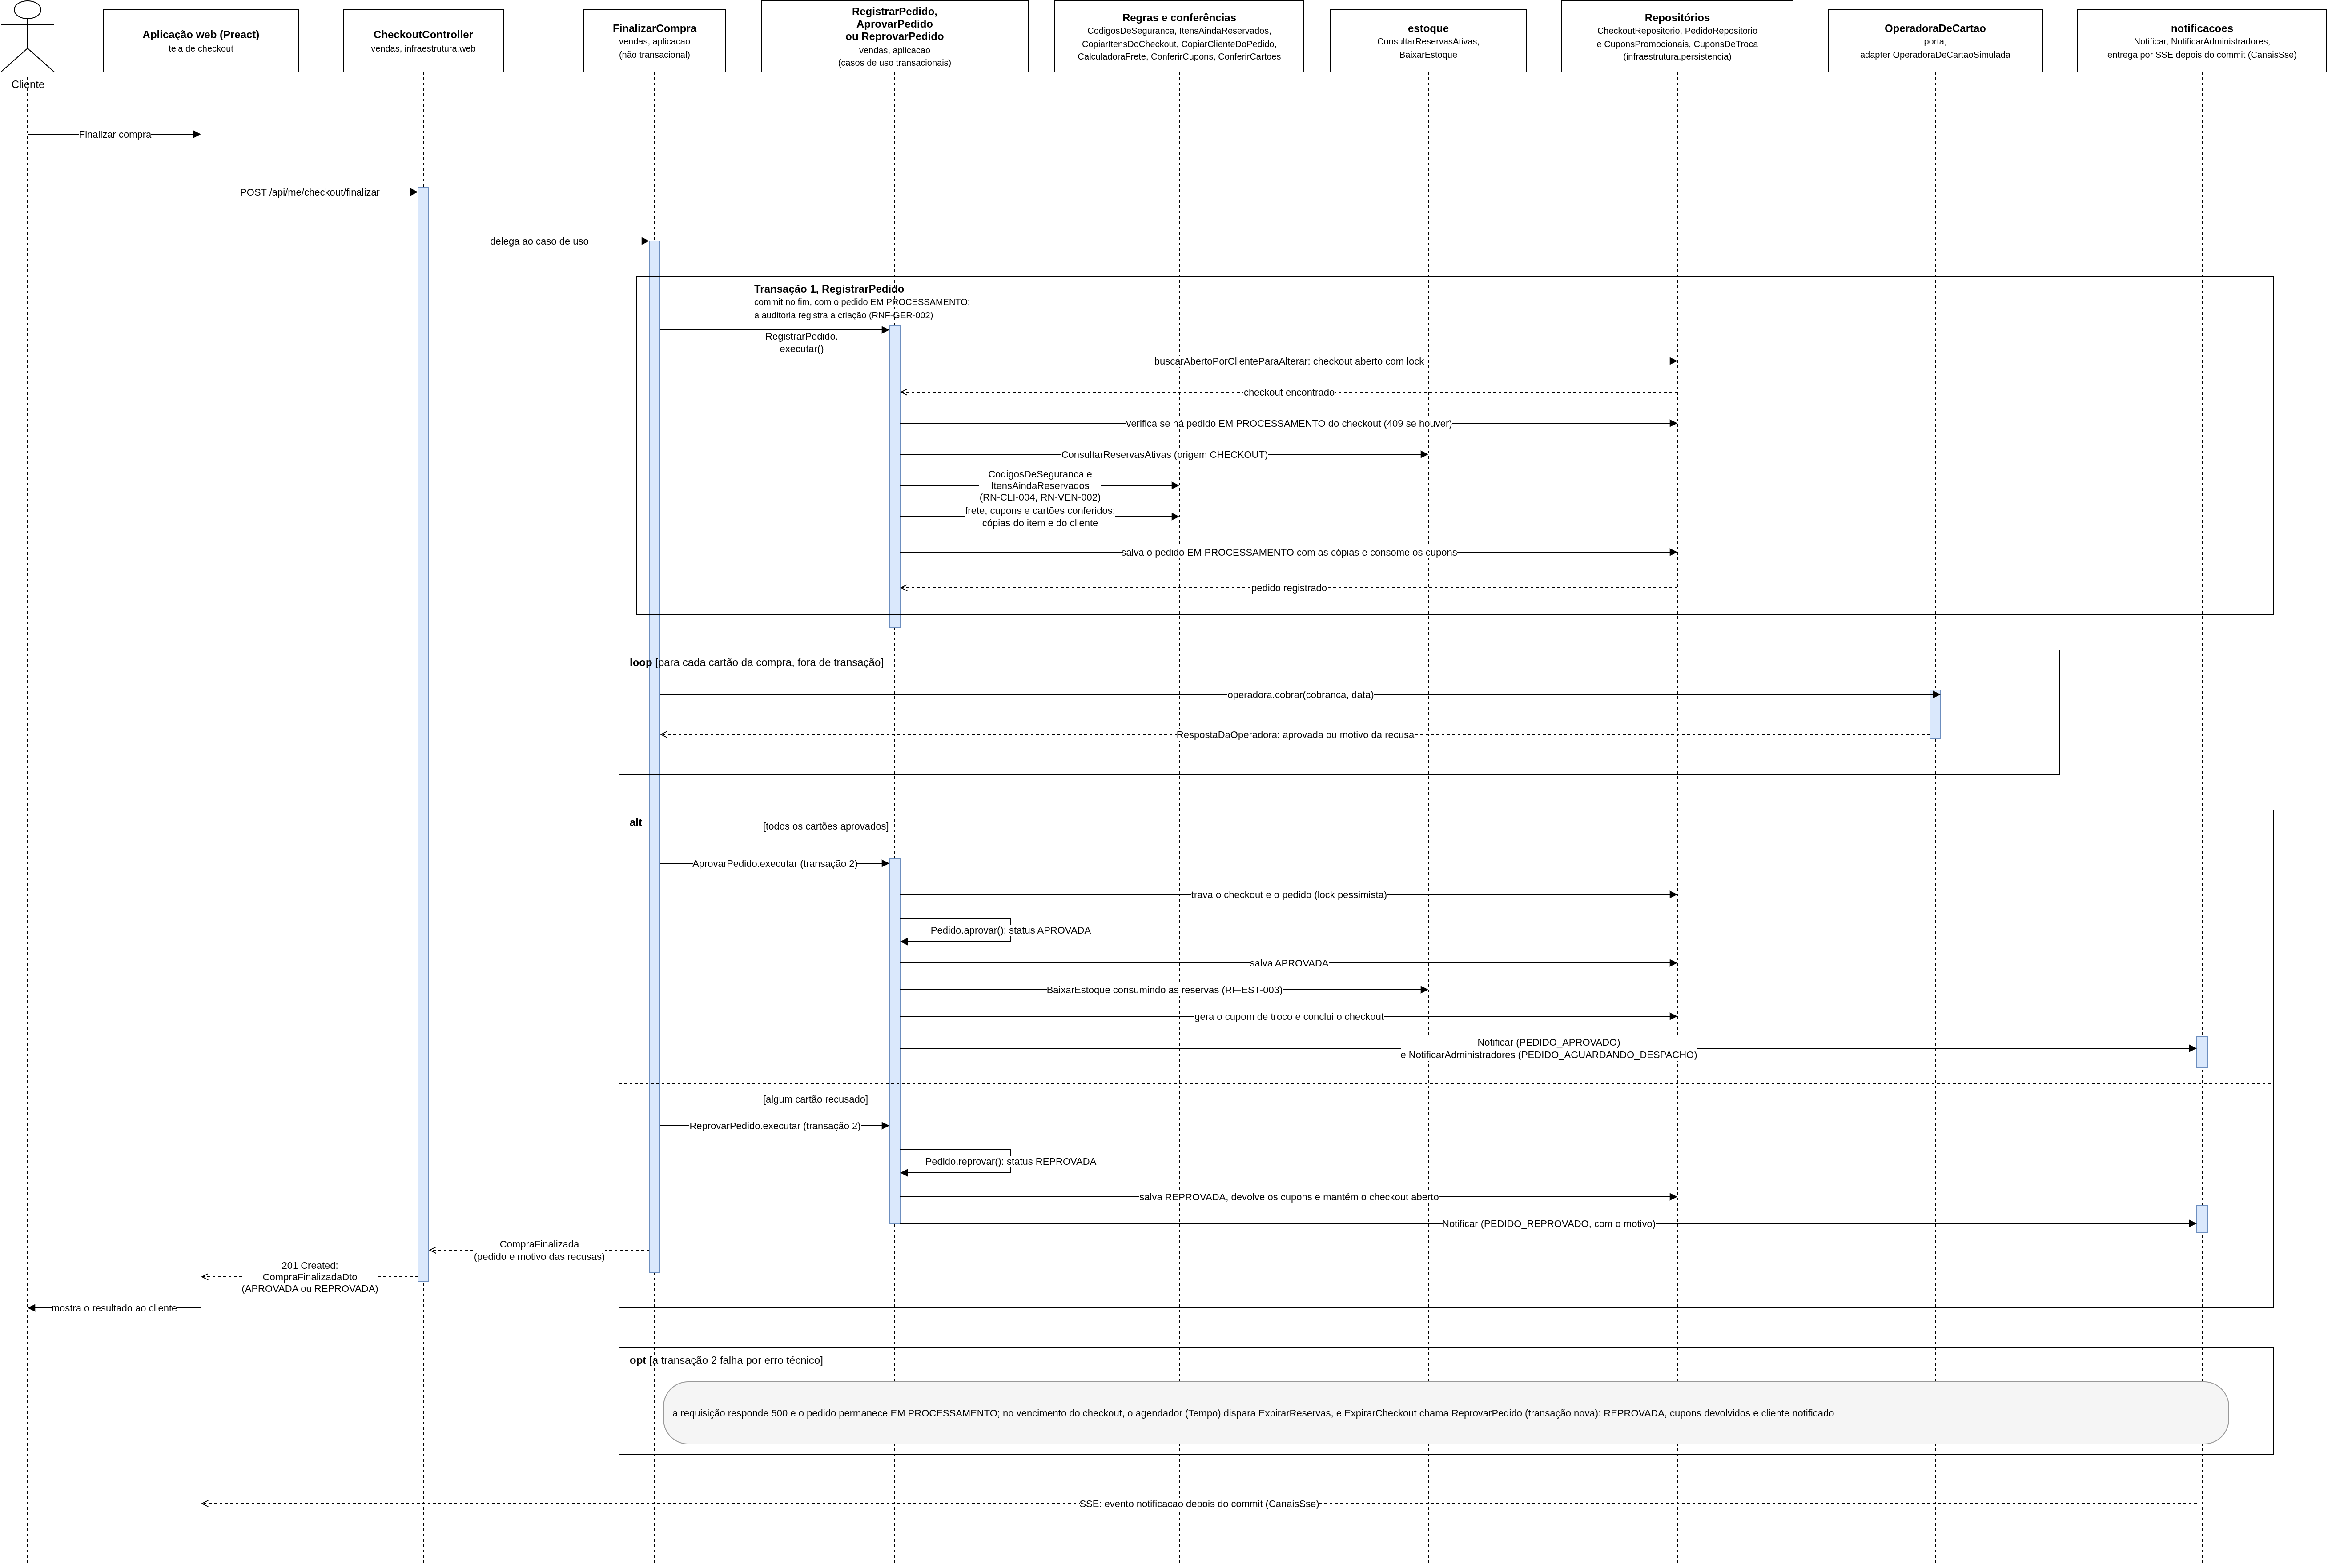 Cliente
Aplicação web (Preact)
tela de checkout
CheckoutController
vendas, infraestrutura.web
FinalizarCompra
vendas, aplicacao
(não transacional)
RegistrarPedido,
AprovarPedido
ou ReprovarPedido
vendas, aplicacao
(casos de uso transacionais)
Regras e conferências
CodigosDeSeguranca, ItensAindaReservados,
CopiarItensDoCheckout, CopiarClienteDoPedido,
CalculadoraFrete, ConferirCupons, ConferirCartoes
estoque
ConsultarReservasAtivas,
BaixarEstoque
Repositórios
CheckoutRepositorio, PedidoRepositorio
e CuponsPromocionais, CuponsDeTroca
(infraestrutura.persistencia)
OperadoraDeCartao
porta;
adapter OperadoraDeCartaoSimulada
notificacoes
Notificar, NotificarAdministradores;
entrega por SSE depois do commit (CanaisSse)
Finalizar compra
POST /api/me/checkout/finalizar
delega ao caso de uso
Transação 1, RegistrarPedido
commit no fim, com o pedido EM PROCESSAMENTO;
a auditoria registra a criação (RNF-GER-002)
RegistrarPedido.
executar()
buscarAbertoPorClienteParaAlterar: checkout aberto com lock
checkout encontrado
verifica se há pedido EM PROCESSAMENTO do checkout (409 se houver)
ConsultarReservasAtivas (origem CHECKOUT)
CodigosDeSeguranca e
ItensAindaReservados
(RN-CLI-004, RN-VEN-002)
frete, cupons e cartões conferidos;
cópias do item e do cliente
salva o pedido EM PROCESSAMENTO com as cópias e consome os cupons
pedido registrado
loop [para cada cartão da compra, fora de transação]
operadora.cobrar(cobranca, data)
RespostaDaOperadora: aprovada ou motivo da recusa
alt
[todos os cartões aprovados]
AprovarPedido.executar (transação 2)
trava o checkout e o pedido (lock pessimista)
Pedido.aprovar(): status APROVADA
salva APROVADA
BaixarEstoque consumindo as reservas (RF-EST-003)
gera o cupom de troco e conclui o checkout
Notificar (PEDIDO_APROVADO)
e NotificarAdministradores (PEDIDO_AGUARDANDO_DESPACHO)
[algum cartão recusado]
ReprovarPedido.executar (transação 2)
Pedido.reprovar(): status REPROVADA
salva REPROVADA, devolve os cupons e mantém o checkout aberto
Notificar (PEDIDO_REPROVADO, com o motivo)
CompraFinalizada
(pedido e motivo das recusas)
201 Created:
CompraFinalizadaDto
(APROVADA ou REPROVADA)
mostra o resultado ao cliente
opt [a transação 2 falha por erro técnico]
a requisição responde 500 e o pedido permanece EM PROCESSAMENTO; no vencimento do checkout, o agendador (Tempo) dispara ExpirarReservas, e ExpirarCheckout chama ReprovarPedido (transação nova): REPROVADA, cupons devolvidos e cliente notificado
SSE: evento notificacao depois do commit (CanaisSse)